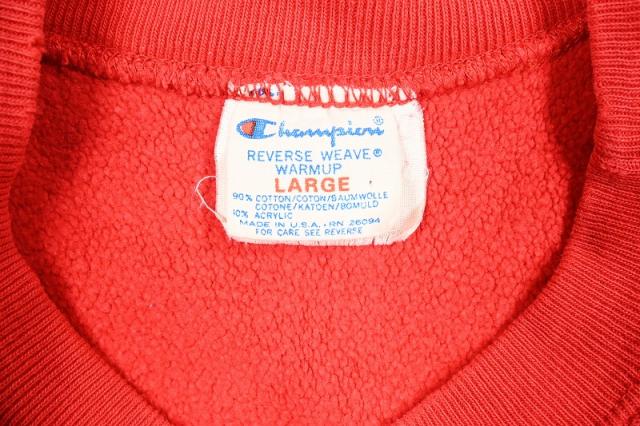 Champion®
REVERSE WEAVE®
WARMUP
LARGE
90% COTTON/COTON/BAUMWOLLE
COTONE/KATOEN/BOMULD
10% ACRYLIC
MADE IN U.S.A. · RN 26094
FOR CARE SEE REVERSE